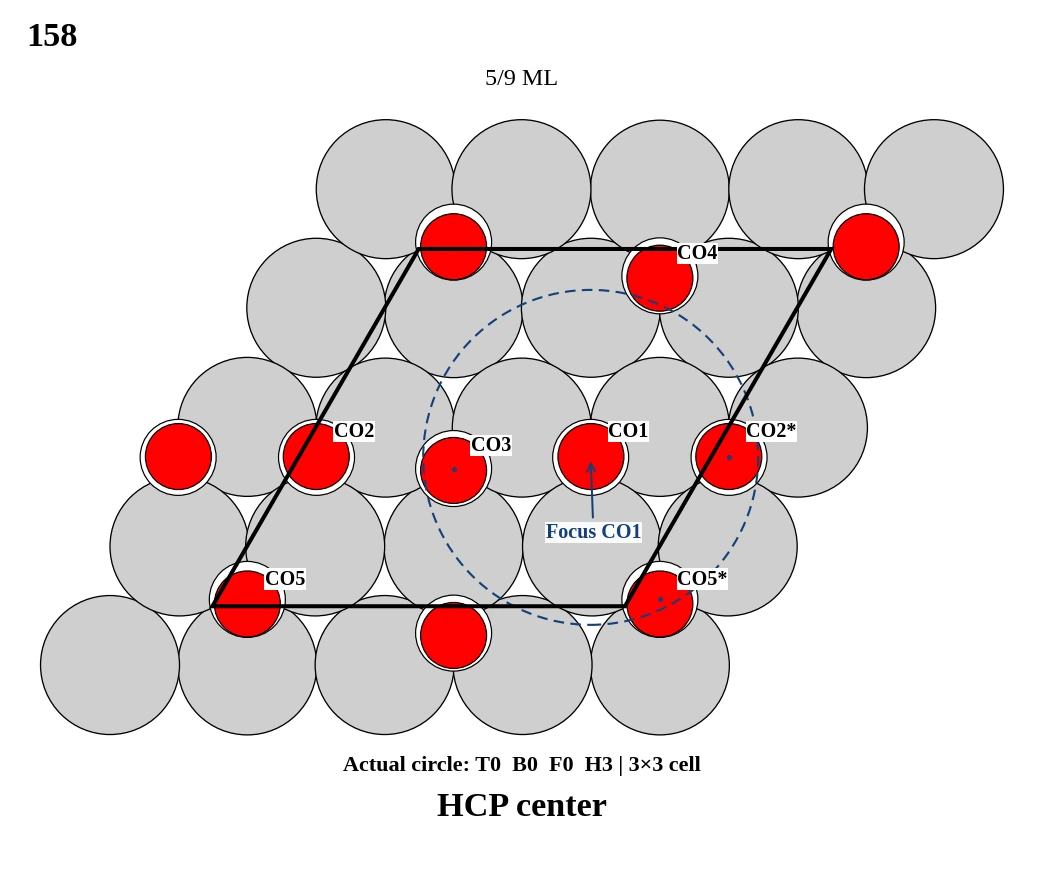 158
5/9 ML
CO4
CO2
CO3
CO1
CO2*
Focus CO1
CO5
CO5*
Actual circle: T0 B0 F0 H3 | 3×3 cell
HCP center